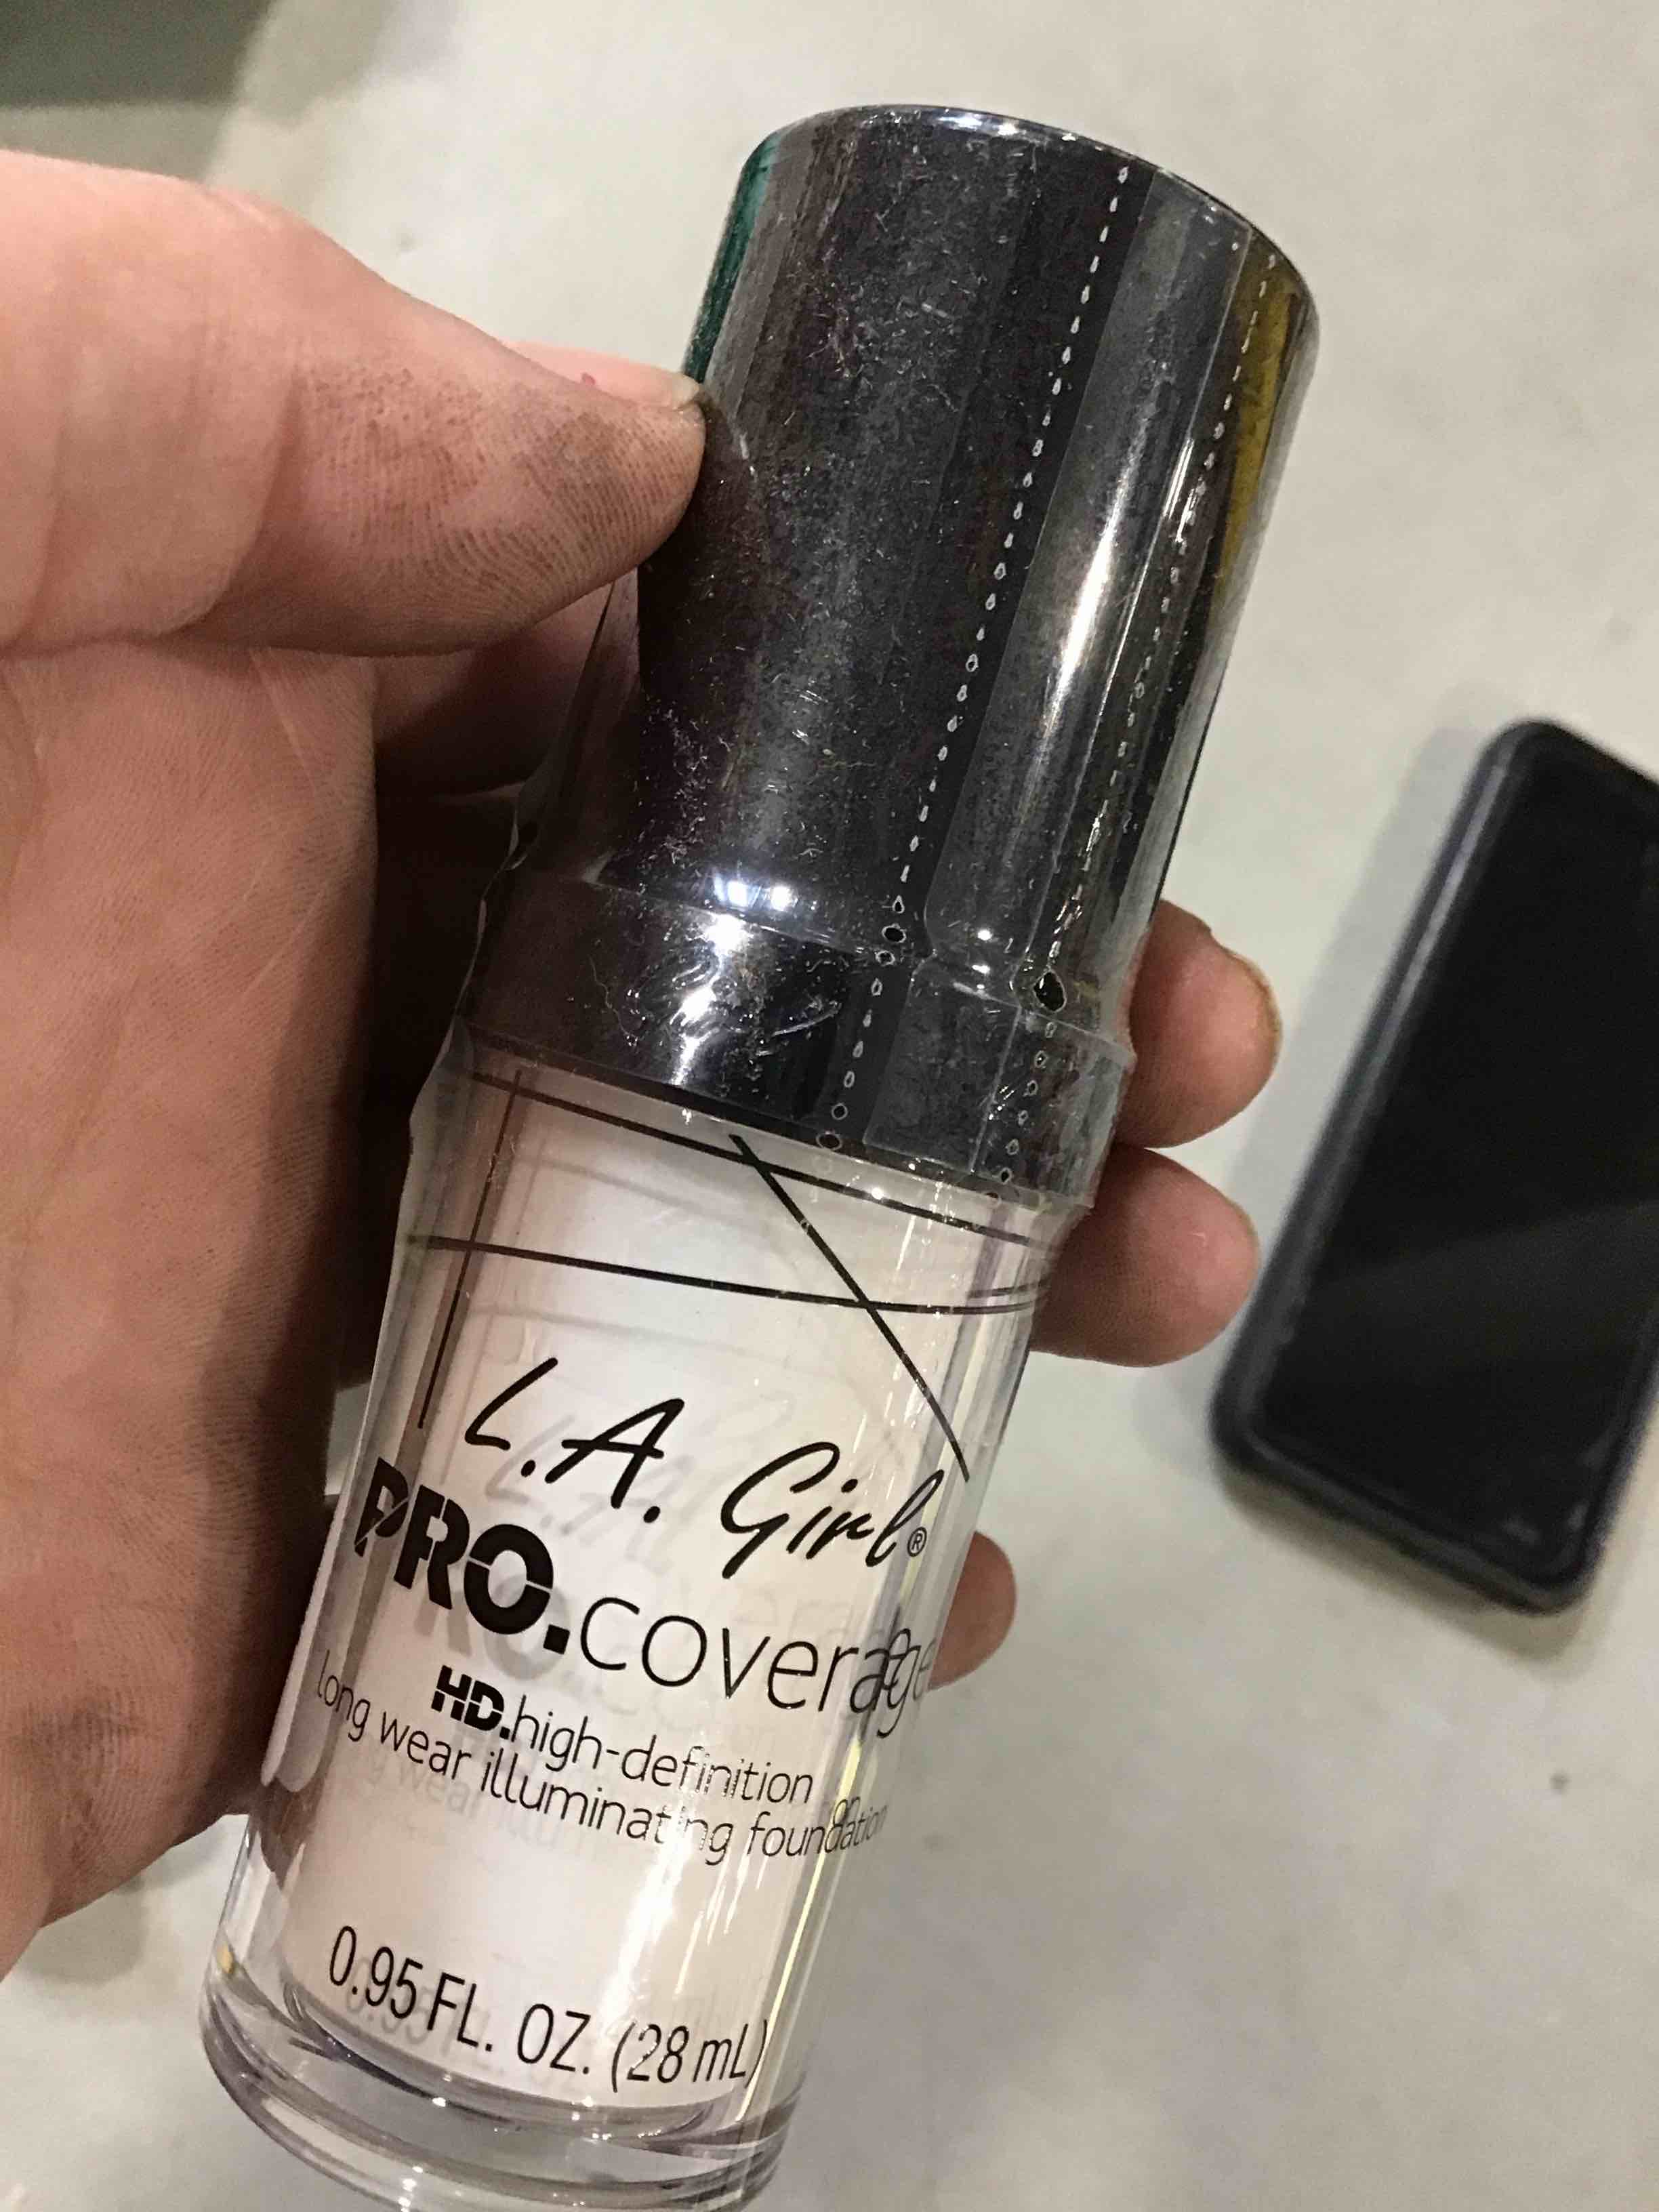 L.A. Girl®
PRO.coverage
HD.high-definition
long wear illuminating foundation
0.95 FL. OZ. (28 mL)